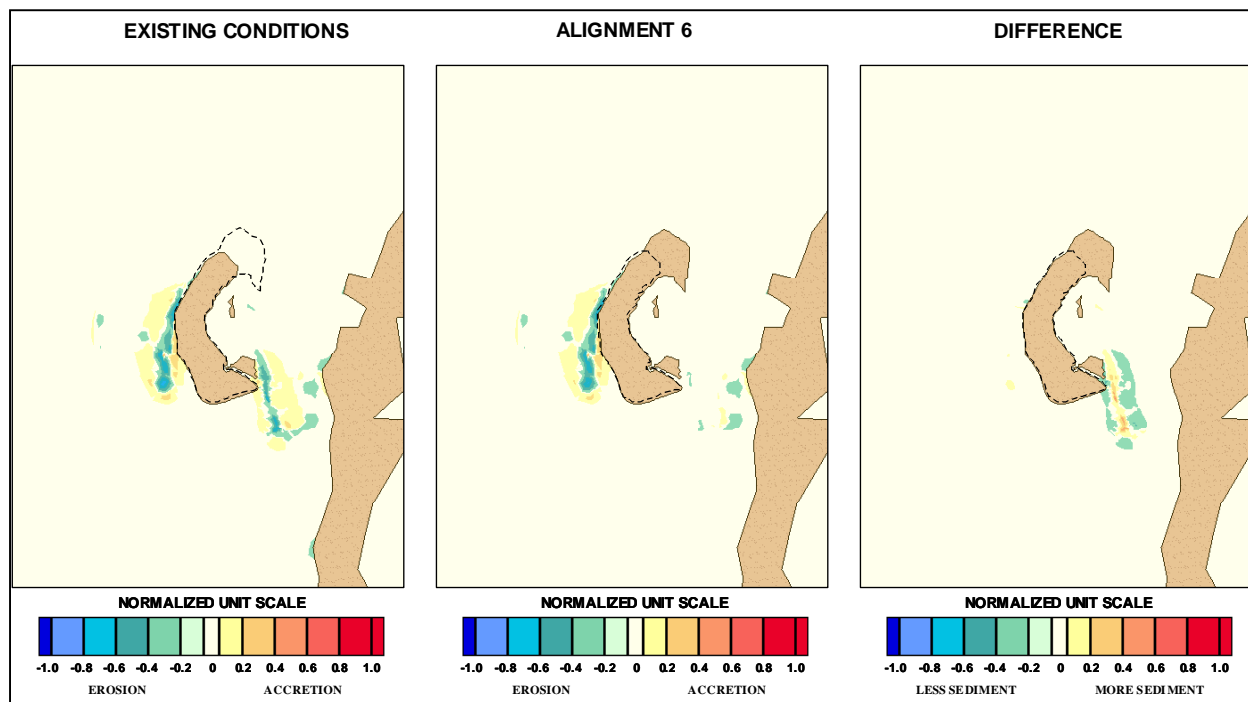 EXISTING CONDITIONS
ALIGNMENT 6
DIFFERENCE
NORMALIZED UNIT SCALE
-1.0 -0.8 -0.6 -0.4 -0.2 0 0.2 0.4 0.6 0.8 1.0
EROSION ACCRETION
NORMALIZED UNIT SCALE
-1.0 -0.8 -0.6 -0.4 -0.2 0 0.2 0.4 0.6 0.8 1.0
EROSION ACCRETION
NORMALIZED UNIT SCALE
-1.0 -0.8 -0.6 -0.4 -0.2 0 0.2 0.4 0.6 0.8 1.0
LESS SEDIMENT MORE SEDIMENT